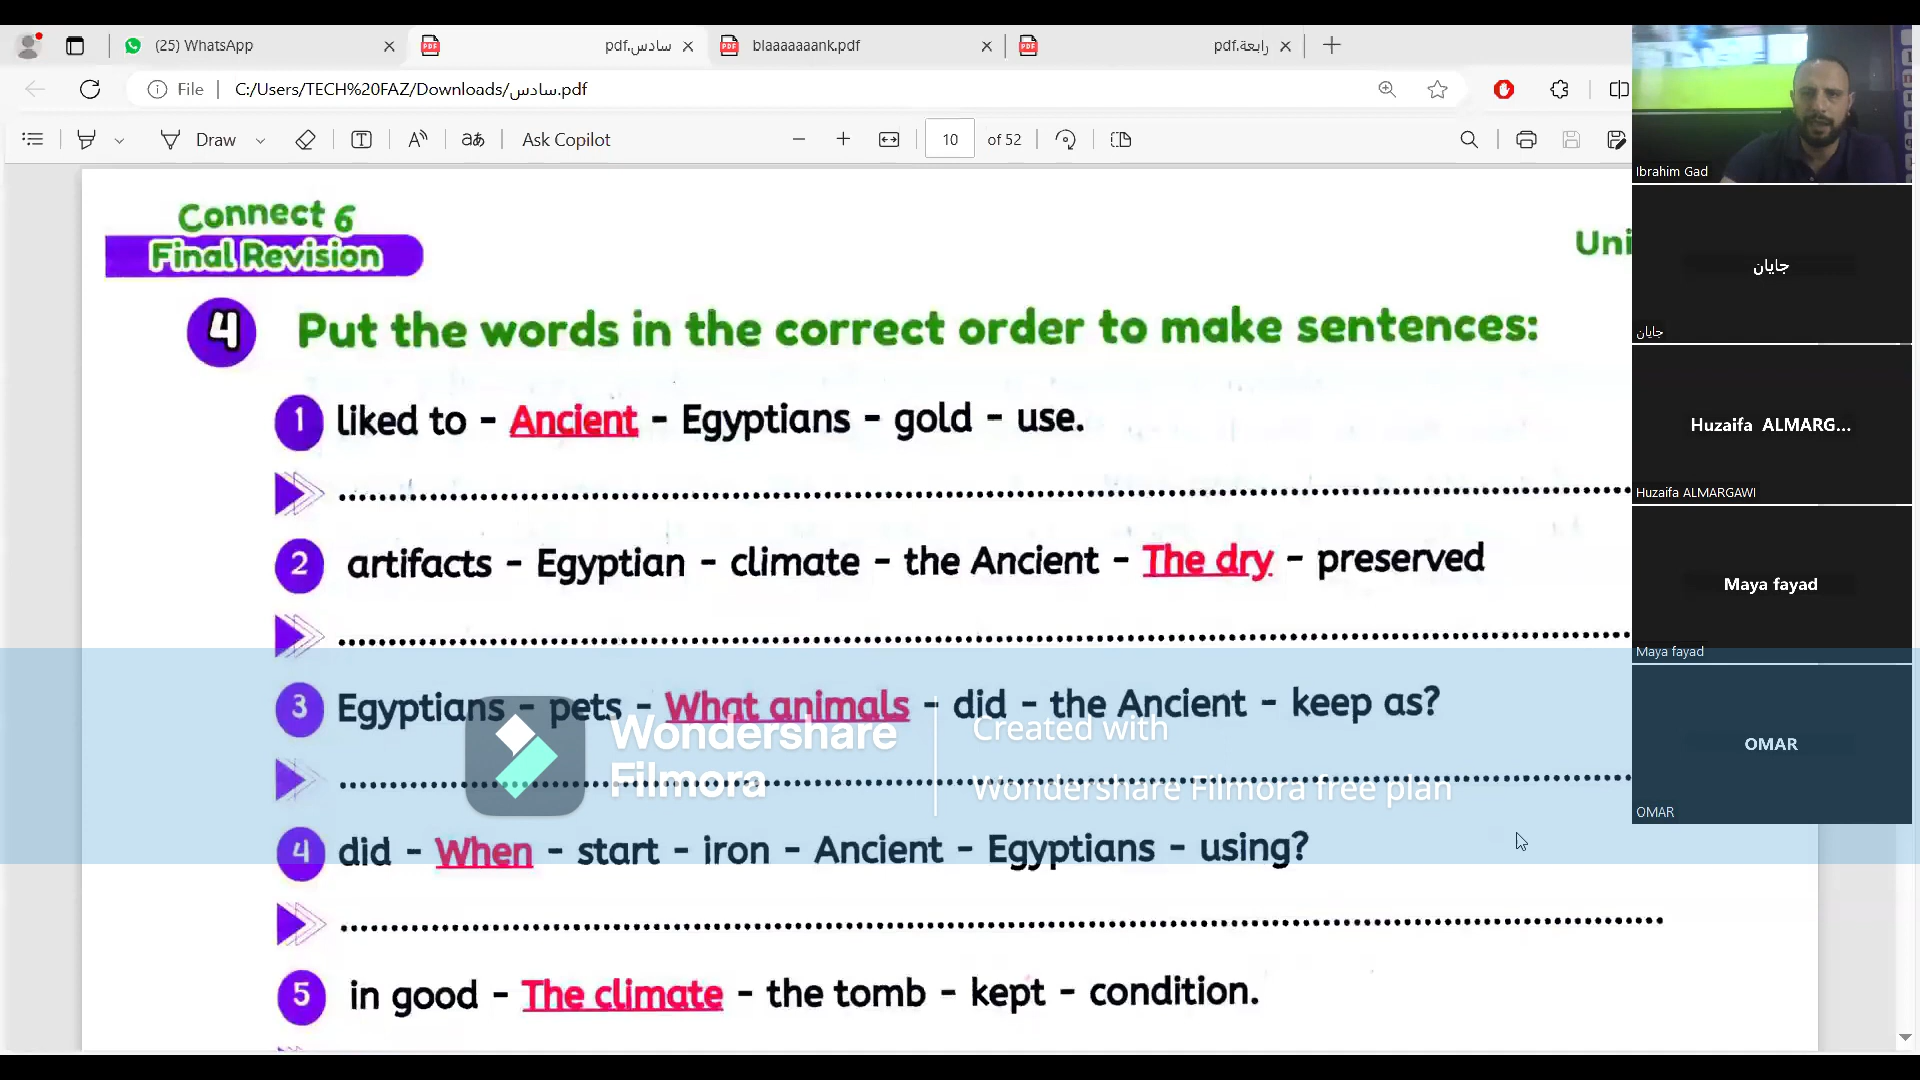 (25) WhatsApp
سادس.pdf
blaaaaaaank.pdf
رابعة.pdf
File
C:/Users/TECH%20FAZ/Downloads/سادس.pdf
Draw
Ask Copilot
10 of 52
Connect 6
Final Revision
Uni
4 Put the words in the correct order to make sentences:
1 liked to - Ancient - Egyptians - gold - use.
2 artifacts - Egyptian - climate - the Ancient - The dry - preserved
3 Egyptians - pets - What animals - did - the Ancient - keep as?
4 did - When - start - iron - Ancient - Egyptians - using?
5 in good - The climate - the tomb - kept - condition.
Wondershare
Filmora
Created with
Wondershare Filmora free plan
Ibrahim Gad
جايان
جايان
Huzaifa ALMARG...
Huzaifa ALMARGAWI
Maya fayad
Maya fayad
OMAR
OMAR